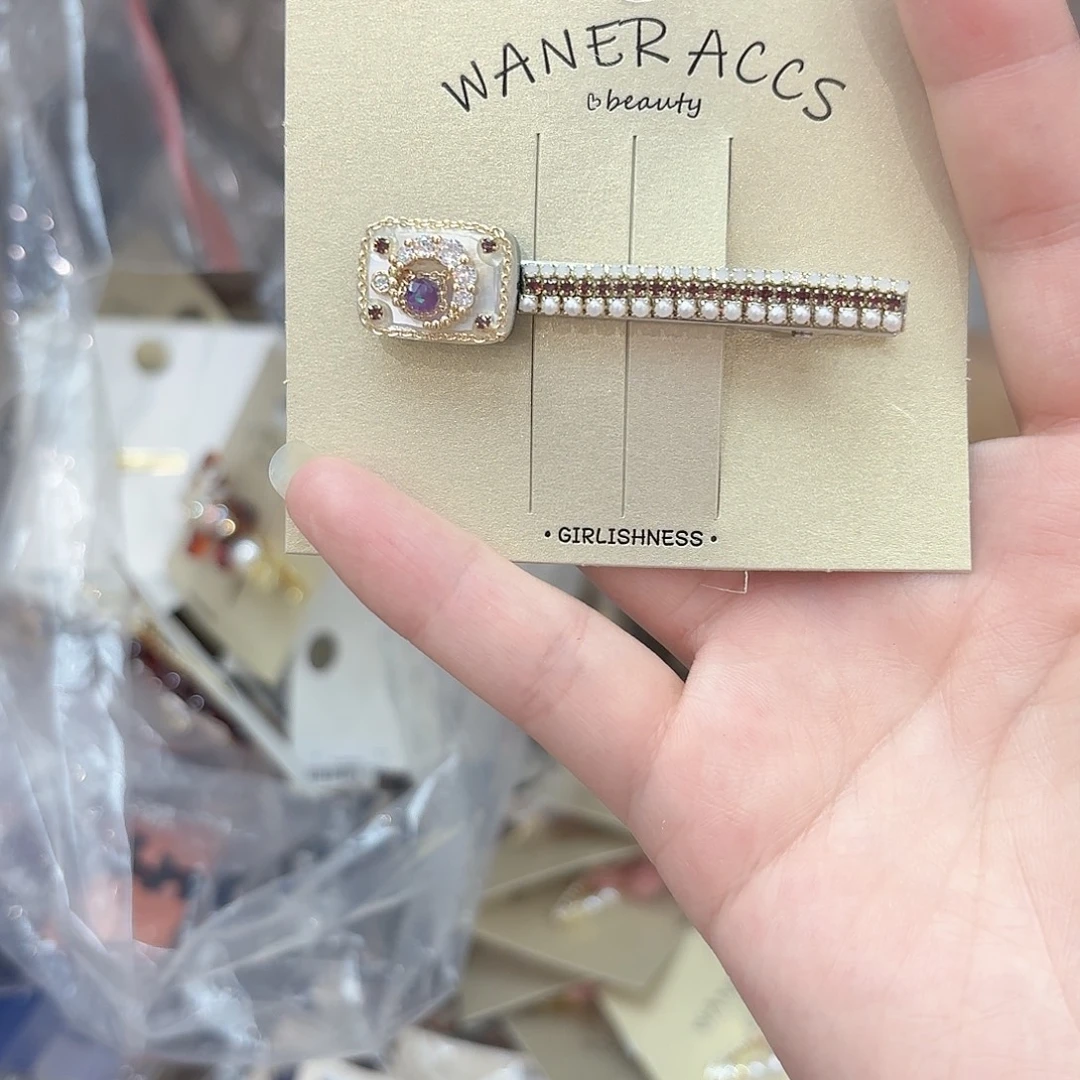 WANER ACCS
beauty
• GIRLISHNESS •